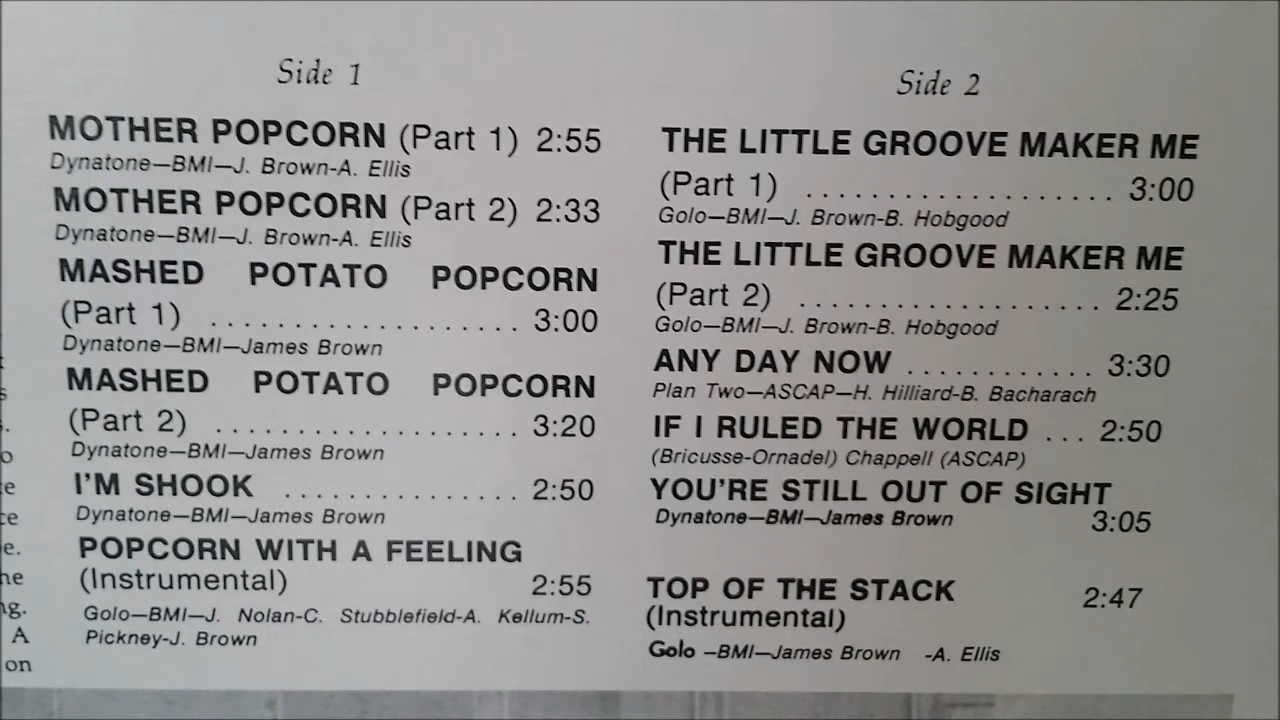 Side 1
MOTHER POPCORN (Part 1) 2:55
Dynatone—BMI—J. Brown-A. Ellis
MOTHER POPCORN (Part 2) 2:33
Dynatone—BMI—J. Brown-A. Ellis
MASHED POTATO POPCORN
(Part 1) .................... 3:00
Dynatone—BMI—James Brown
MASHED POTATO POPCORN
(Part 2) .................... 3:20
Dynatone—BMI—James Brown
I'M SHOOK ............... 2:50
Dynatone—BMI—James Brown
POPCORN WITH A FEELING
(Instrumental) 2:55
Golo—BMI—J. Nolan-C. Stubblefield-A. Kellum-S.
Pickney-J. Brown
Side 2
THE LITTLE GROOVE MAKER ME
(Part 1) .................... 3:00
Golo—BMI—J. Brown-B. Hobgood
THE LITTLE GROOVE MAKER ME
(Part 2) .................... 2:25
Golo—BMI—J. Brown-B. Hobgood
ANY DAY NOW ............ 3:30
Plan Two—ASCAP—H. Hilliard-B. Bacharach
IF I RULED THE WORLD ... 2:50
(Bricusse-Ornadel) Chappell (ASCAP)
YOU'RE STILL OUT OF SIGHT
Dynatone—BMI—James Brown 3:05
TOP OF THE STACK 2:47
(Instrumental)
Golo —BMI—James Brown -A. Ellis
A
on